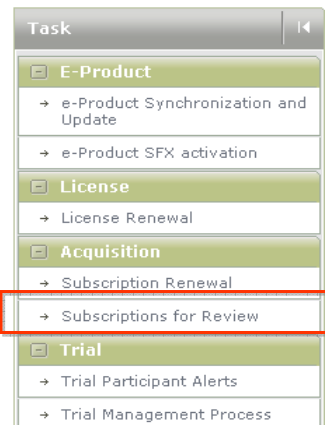 Task
E-Product
e-Product Synchronization and
Update
e-Product SFX activation
License
License Renewal
Acquisition
Subscription Renewal
Subscriptions for Review
Trial
Trial Participant Alerts
Trial Management Process